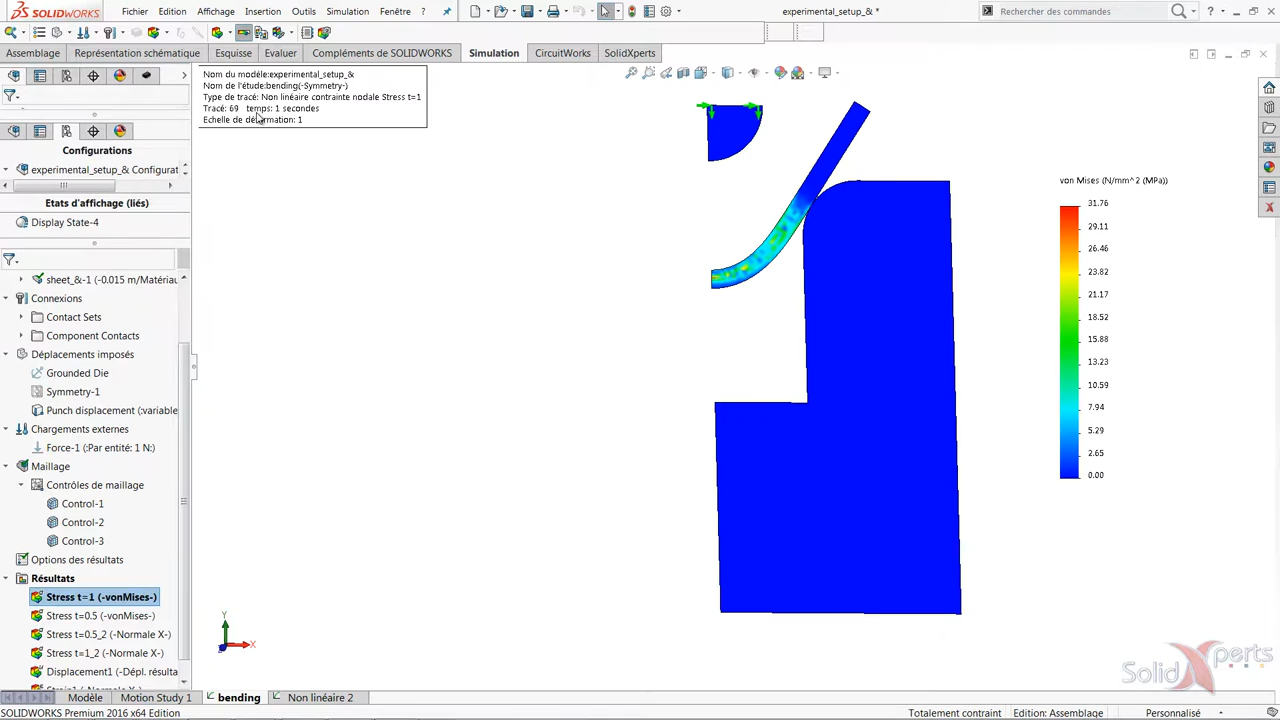 SOLIDWORKS
Fichier Edition Affichage Insertion Outils Simulation Fenêtre ?
experimental_setup_& *
Rechercher des commandes
Assemblage Représentation schématique Esquisse Evaluer Compléments de SOLIDWORKS Simulation CircuitWorks SolidXperts
Nom du modèle:experimental_setup_&
Nom de l'étude:bending(-Symmetry-)
Type de tracé: Non linéaire contrainte nodale Stress t=1
Tracé: 69 temps: 1 secondes
Echelle de déformation: 1
Configurations
experimental_setup_& Configurat
Etats d'affichage (liés)
Display State-4
sheet_&-1 (-0.015 m/Matériau
Connexions
Contact Sets
Component Contacts
Déplacements imposés
Grounded Die
Symmetry-1
Punch displacement (variable
Chargements externes
Force-1 (:Par entité: 1 N:)
Maillage
Contrôles de maillage
Control-1
Control-2
Control-3
Options des résultats
Résultats
Stress t=1 (-vonMises-)
Stress t=0.5 (-vonMises-)
Stress t=0.5_2 (-Normale X-)
Stress t=1_2 (-Normale X-)
Displacement1 (-Dépl. résulta
von Mises (N/mm^2 (MPa))
31.76
29.11
26.46
23.82
21.17
18.52
15.88
13.23
10.59
7.94
5.29
2.65
0.00
Y
X
Z
SolidXperts
Modèle Motion Study 1 bending Non linéaire 2
SOLIDWORKS Premium 2016 x64 Edition
Totalement contraint Edition: Assemblage Personnalisé